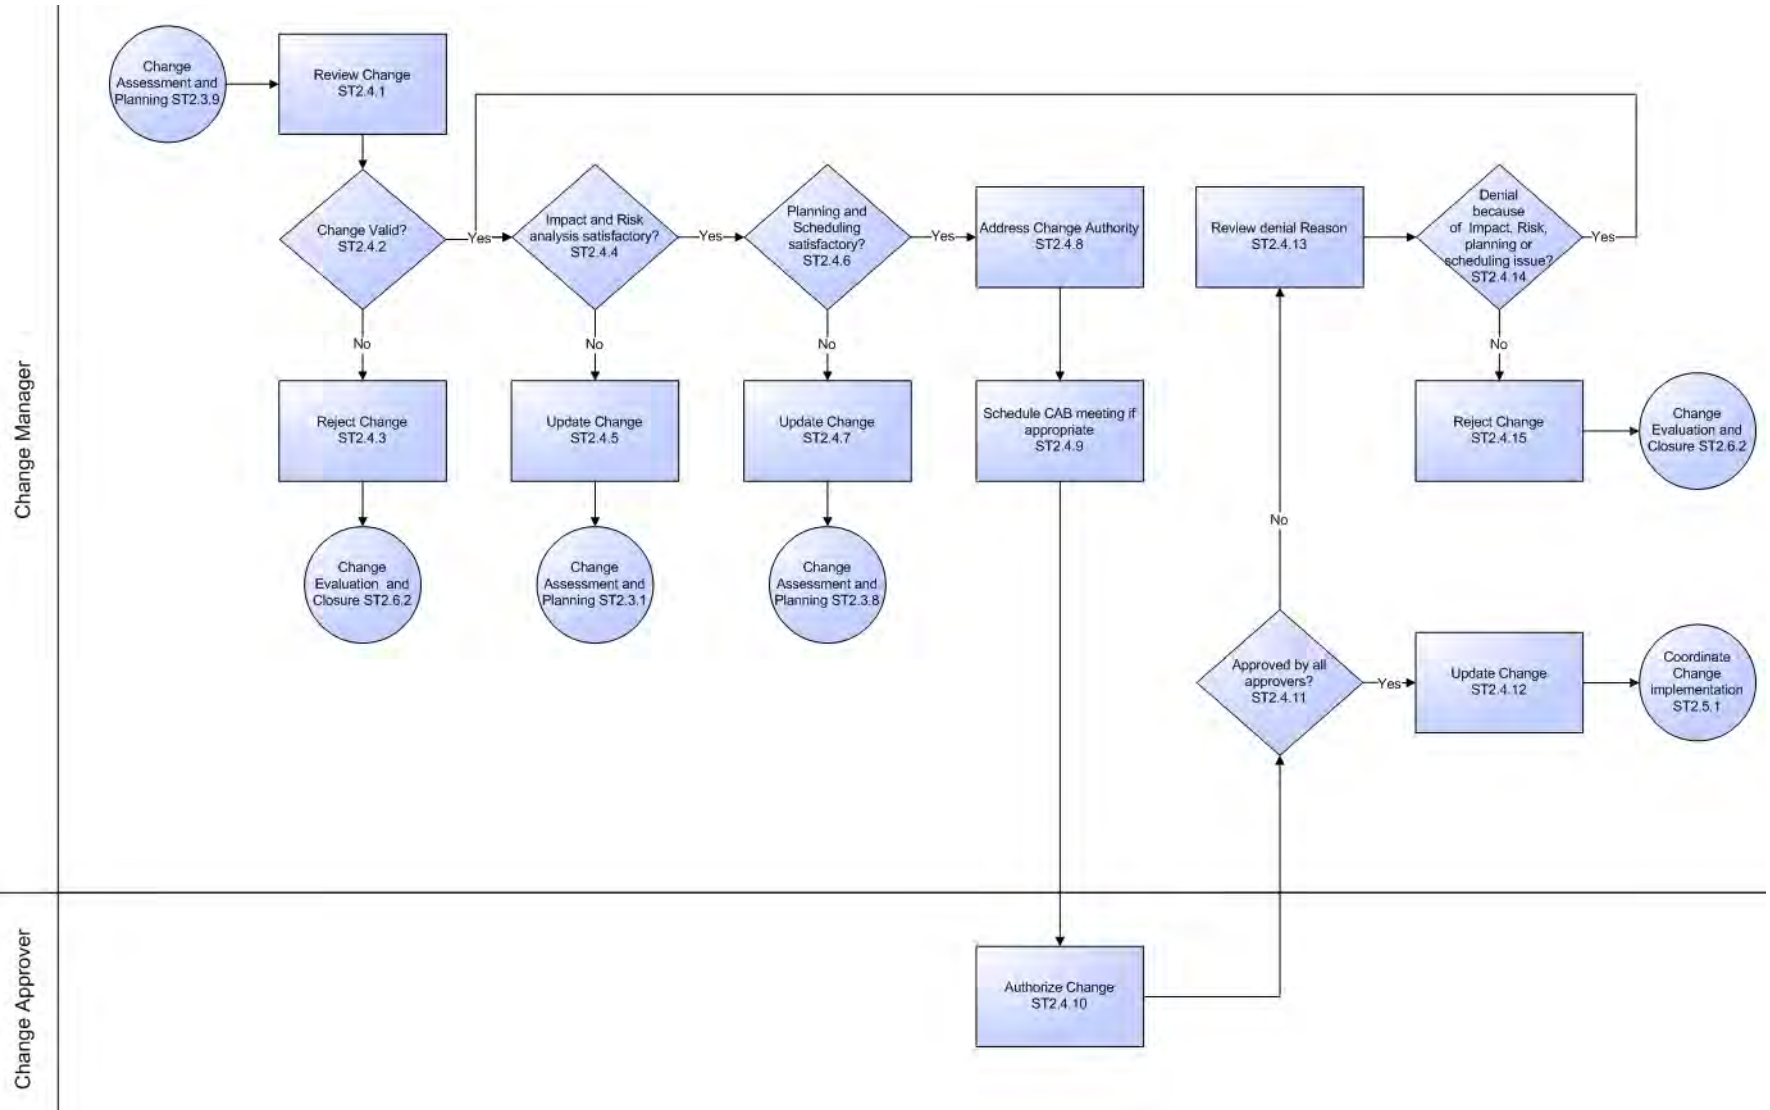 Change
Assessment and
Planning ST2.3.9
Review Change
ST2.4.1
Change Valid?
ST2.4.2
Yes
Impact and Risk
analysis satisfactory?
ST2.4.4
Yes
Planning and
Scheduling
satisfactory?
ST2.4.6
Yes
Address Change Authority
ST2.4.8
Review denial Reason
ST2.4.13
Denial
because
of Impact, Risk,
planning or
scheduling issue?
ST2.4.14
Yes
No
No
No
No
Change Manager
Reject Change
ST2.4.3
Update Change
ST2.4.5
Update Change
ST2.4.7
Schedule CAB meeting if
appropriate
ST2.4.9
Reject Change
ST2.4.15
Change
Evaluation and
Closure ST2.6.2
No
Change
Evaluation and
Closure ST2.6.2
Change
Assessment and
Planning ST2.3.1
Change
Assessment and
Planning ST2.3.8
Approved by all
approvers?
ST2.4.11
Yes
Update Change
ST2.4.12
Coordinate
Change
implementation
ST2.5.1
Change Approver
Authorize Change
ST2.4.10